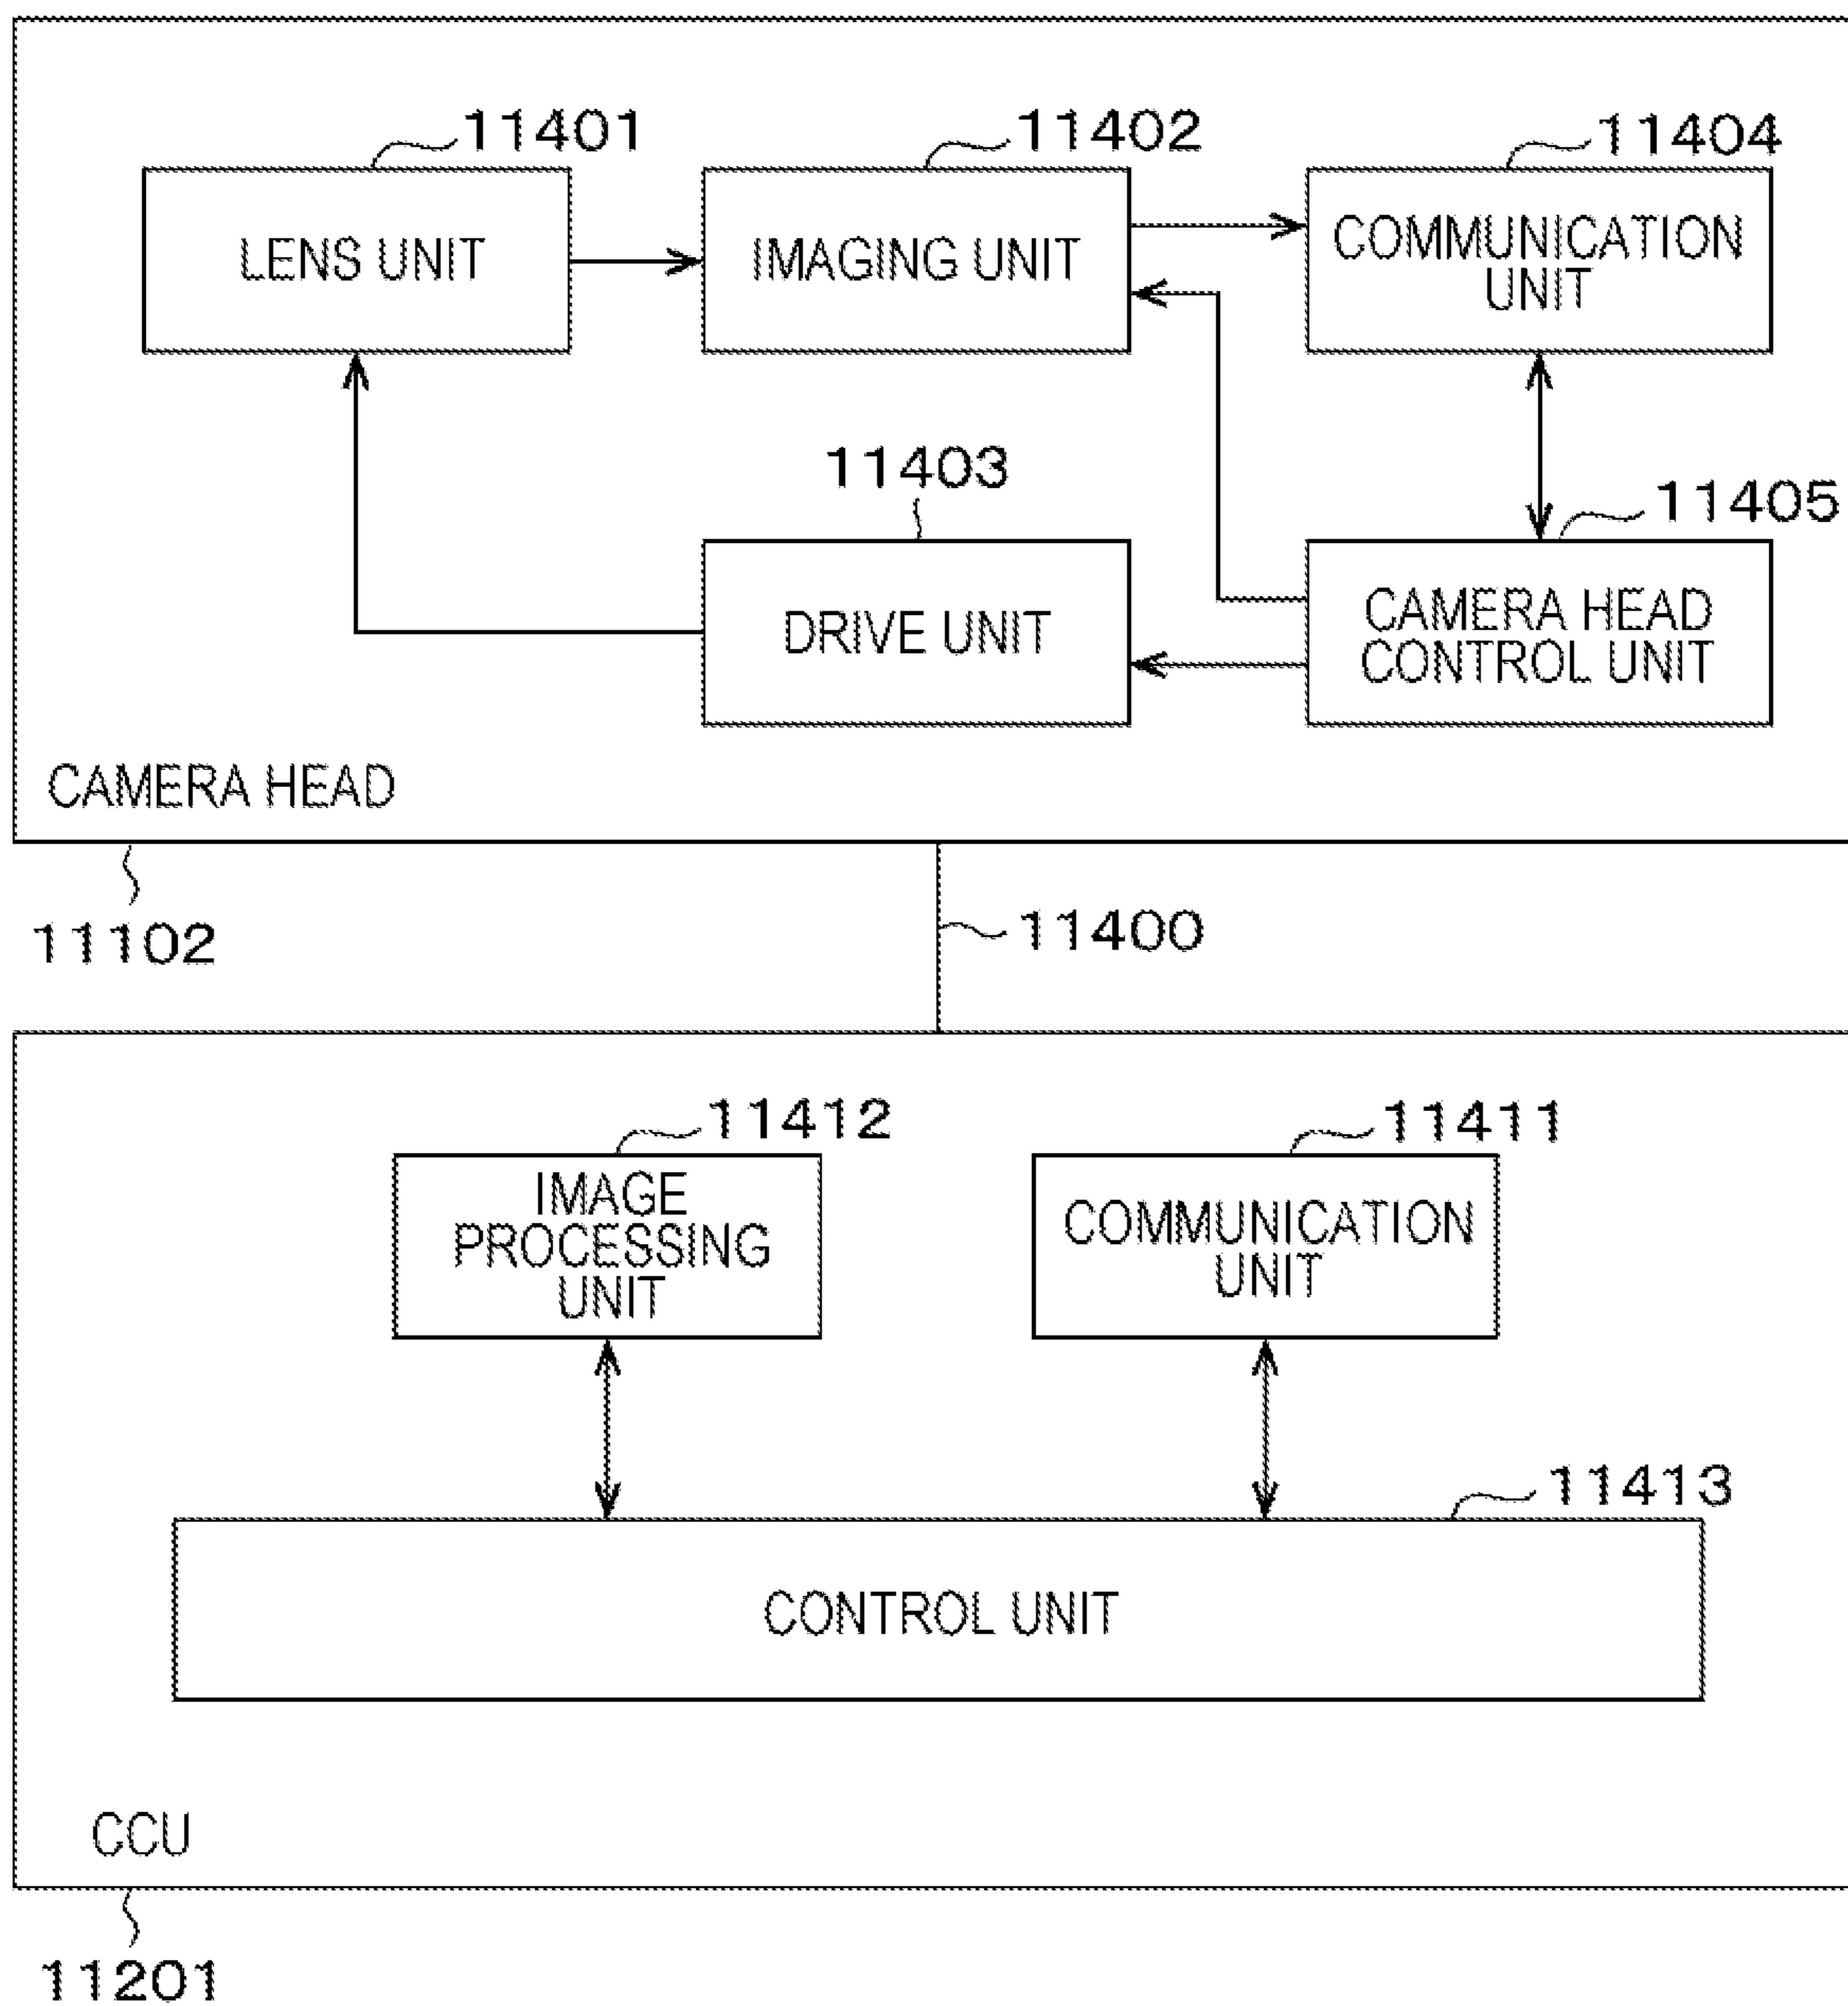 11401
11402
11404
LENS UNIT
IMAGING UNIT
COMMUNICATION
UNIT
11403
11405
DRIVE UNIT
CAMERA HEAD
CONTROL UNIT
CAMERA HEAD
11102
11400
11412
11411
IMAGE
PROCESSING
UNIT
COMMUNICATION
UNIT
11413
CONTROL UNIT
CCU
11201